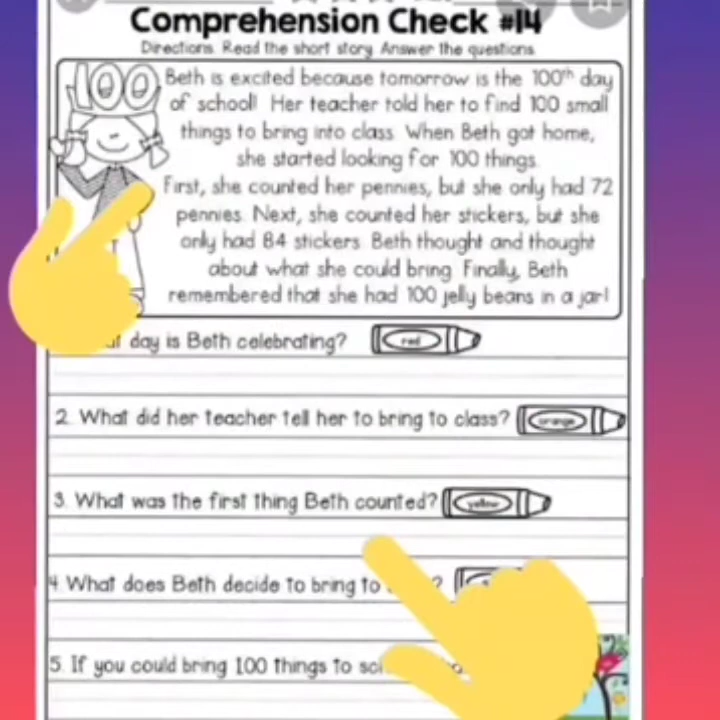 Comprehension Check #14
Directions. Read the short story. Answer the questions.
100
Beth is excited because tomorrow is the 100th day
of school! Her teacher told her to find 100 small
things to bring into class. When Beth got home,
she started looking for 100 things.
First, she counted her pennies, but she only had 72
pennies. Next, she counted her stickers, but she
only had 84 stickers. Beth thought and thought
about what she could bring. Finally, Beth
remembered that she had 100 jelly beans in a jar!
day is Beth celebrating? red
2. What did her teacher tell her to bring to class? orange
3. What was the first thing Beth counted? yellow
4. What does Beth decide to bring to ?
5. If you could bring 100 things to